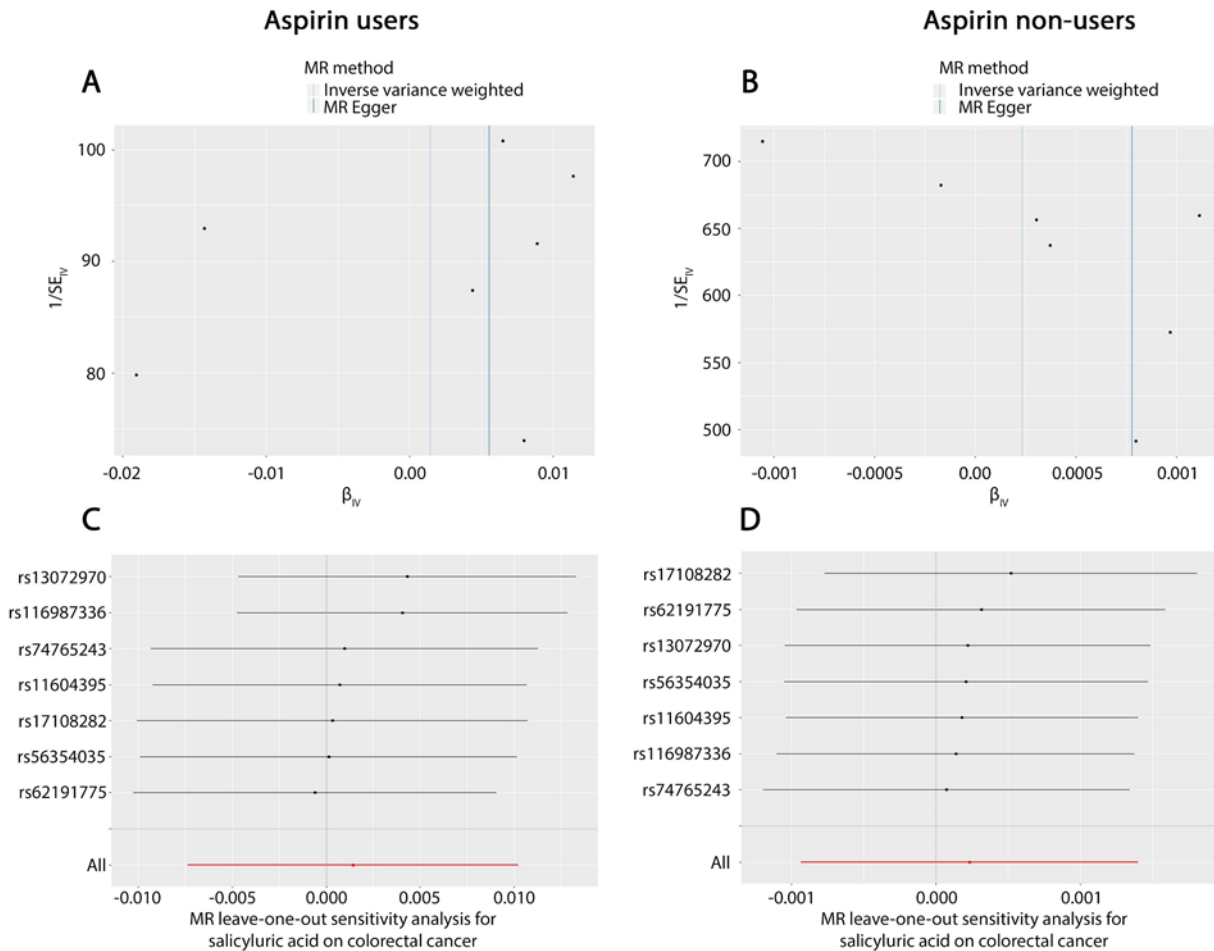 Aspirin users
Aspirin non-users
A
MR method
Inverse variance weighted
MR Egger
100
90
80
1/SE_IV
-0.02
-0.01
0.00
0.01
β_IV
B
MR method
Inverse variance weighted
MR Egger
700
650
600
550
500
1/SE_IV
-0.001
-0.0005
0.00
0.0005
0.001
β_IV
C
rs13072970
rs116987336
rs74765243
rs11604395
rs17108282
rs56354035
rs62191775
All
-0.010
-0.005
0.000
0.005
0.010
MR leave-one-out sensitivity analysis for
salicyluric acid on colorectal cancer
D
rs17108282
rs62191775
rs13072970
rs56354035
rs11604395
rs116987336
rs74765243
All
-0.001
0.000
0.001
MR leave-one-out sensitivity analysis for
salicyluric acid on colorectal cancer